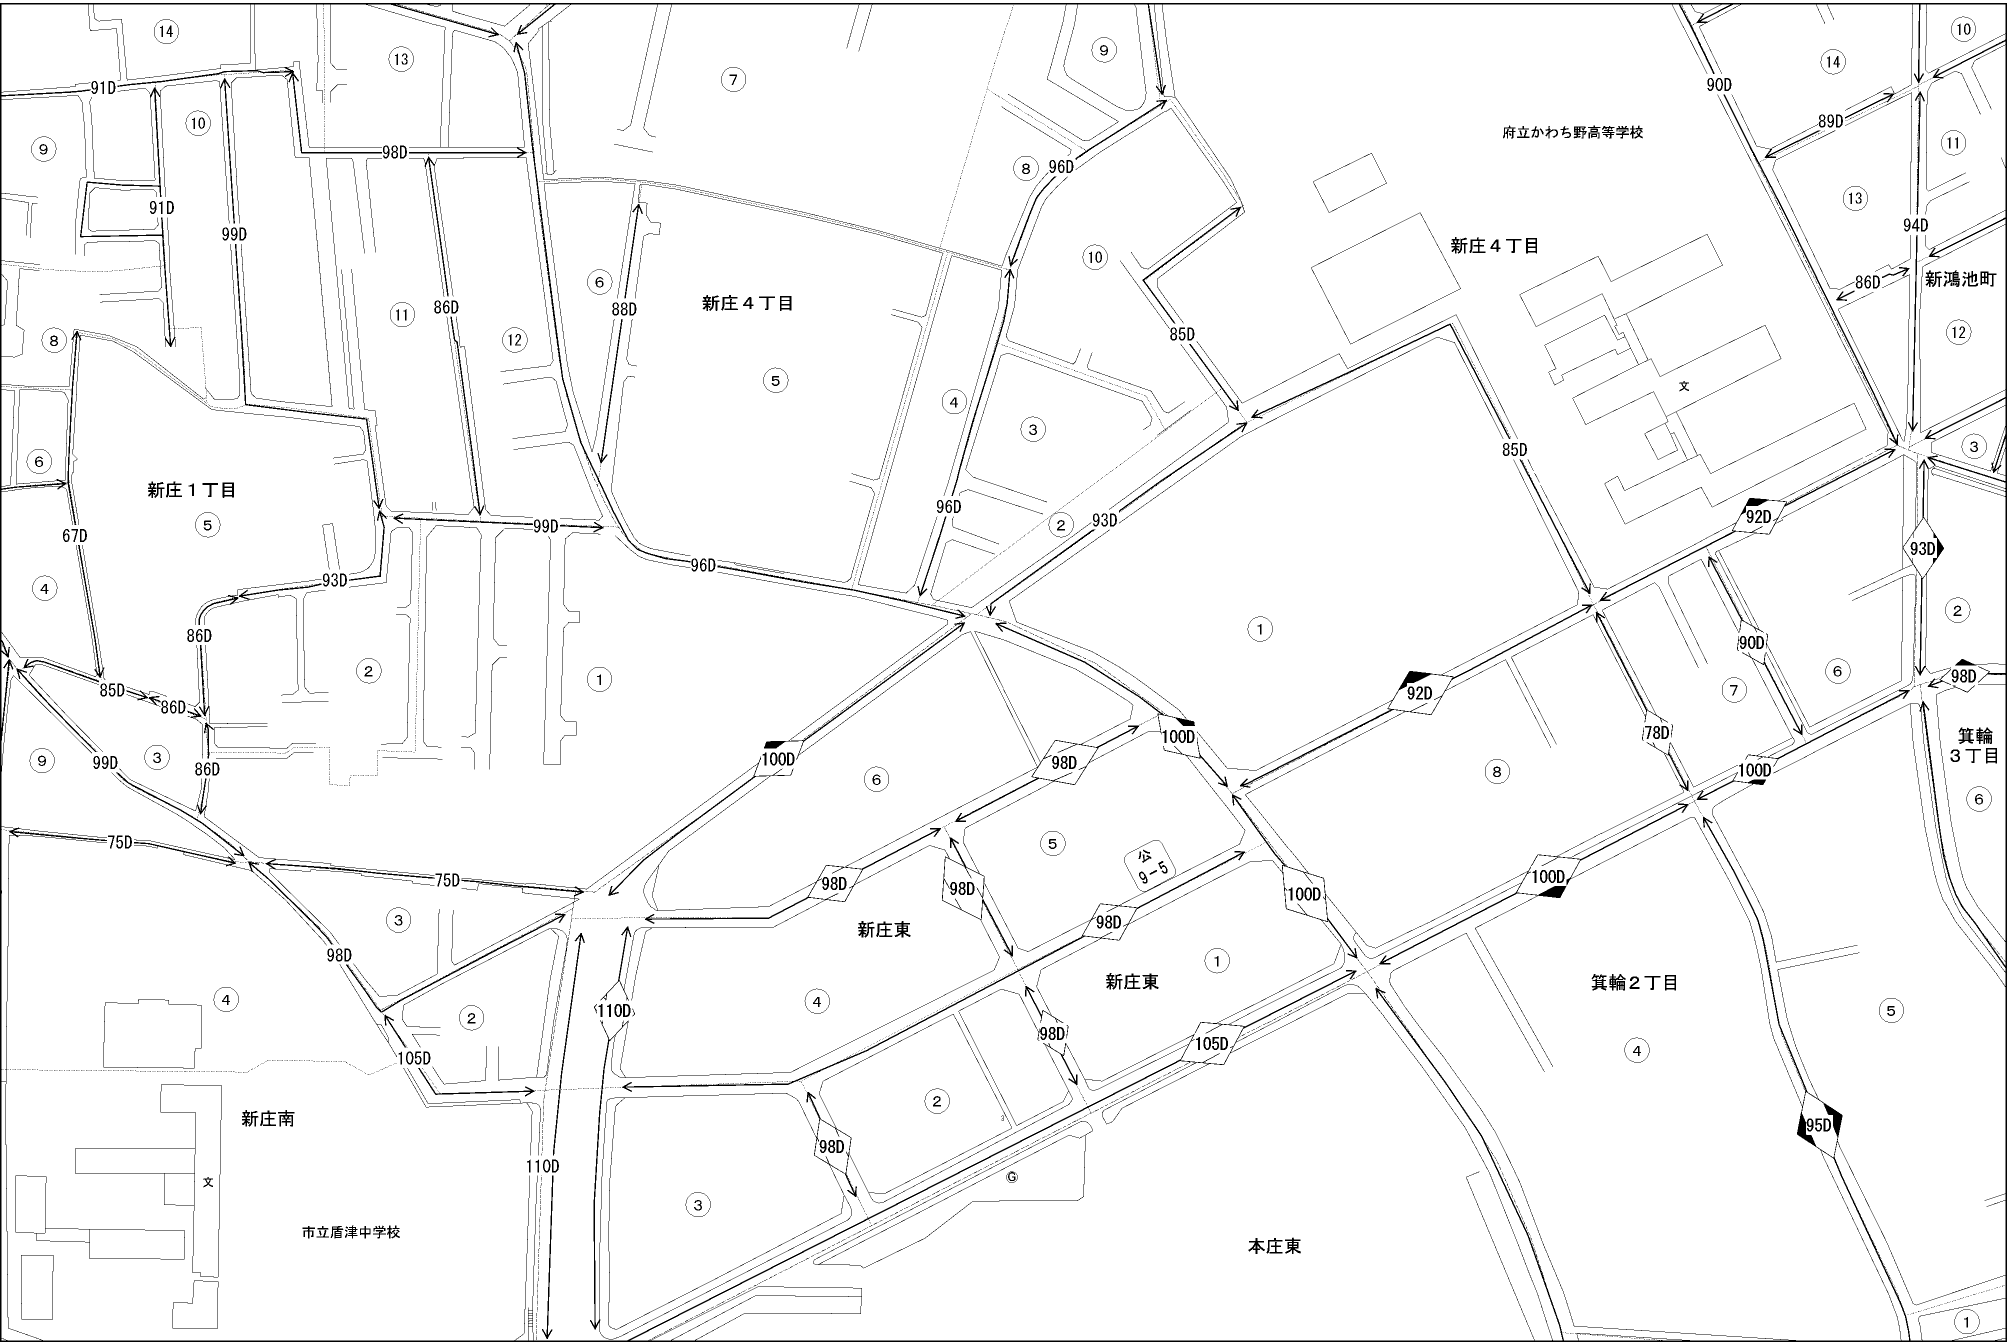 14
13
7
9
10
14
91D
90D
10
89D
府立かわち野高等学校
9
98D
8
96D
11
91D
13
99D
新庄４丁目
94D
10
6
86D
新鴻池町
新庄４丁目
86D
88D
11
85D
12
8
12
5
文
4
3
3
85D
6
新庄１丁目
96D
92D
5
99D
2
93D
67D
93D
96D
93D
4
2
86D
1
90D
2
1
85D
86D
98D
92D
7
6
78D
100D
100D
箕輪
３丁目
99D
3
9
98D
86D
6
8
100D
6
75D
5
公
9－5
75D
98D
98D
100D
100D
3
98D
新庄東
98D
1
新庄東
箕輪２丁目
4
4
110D
5
2
98D
105D
4
105D
2
新庄南
3
95D
98D
110D
文
G
3
市立盾津中学校
本庄東
1